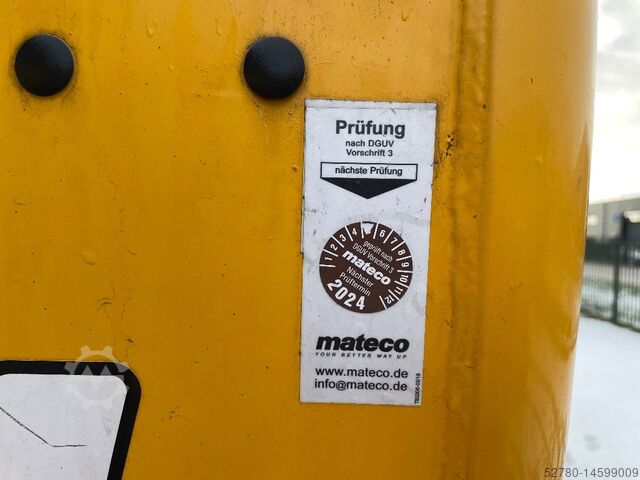 Prüfung
nach DGUV
Vorschrift 3
nächste Prüfung
1 2 3 4 6 7 8 9 10 11 12
geprüft nach
DGUV Vorschrift 3
mateco
Nächster
Prüftermin
2024
mateco
YOUR BETTER WAY UP
www.mateco.de
info@mateco.de
52780-14599009